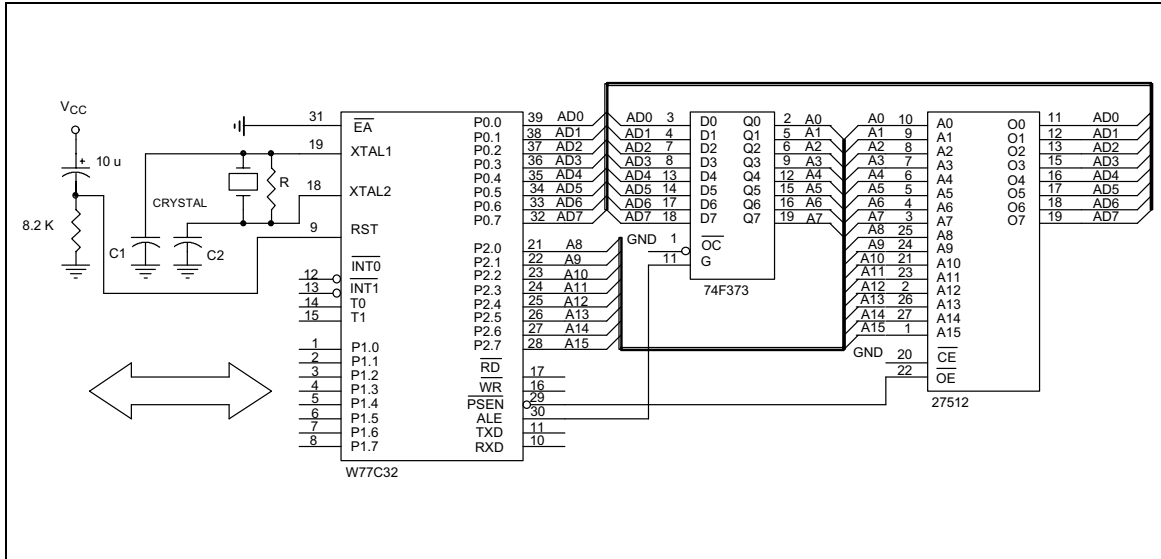 VCC
10 u
+
8.2 K
C1
CRYSTAL
C2
R
31 EA
19 XTAL1
18 XTAL2
9 RST
12 INT0
13 INT1
14 T0
15 T1
1 P1.0
2 P1.1
3 P1.2
4 P1.3
5 P1.4
6 P1.5
7 P1.6
8 P1.7
P0.0 39 AD0
P0.1 38 AD1
P0.2 37 AD2
P0.3 36 AD3
P0.4 35 AD4
P0.5 34 AD5
P0.6 33 AD6
P0.7 32 AD7
P2.0 21 A8
P2.1 22 A9
P2.2 23 A10
P2.3 24 A11
P2.4 25 A12
P2.5 26 A13
P2.6 27 A14
P2.7 28 A15
RD 17
WR 16
PSEN 29
ALE 30
TXD 11
RXD 10
W77C32
AD0 3 D0 Q0 2 A0
AD1 4 D1 Q1 5 A1
AD2 7 D2 Q2 6 A2
AD3 8 D3 Q3 9 A3
AD4 13 D4 Q4 12 A4
AD5 14 D5 Q5 15 A5
AD6 17 D6 Q6 16 A6
AD7 18 D7 Q7 19 A7
GND 1 OC
11 G
74F373
A0 10 A0 O0 11 AD0
A1 9 A1 O1 12 AD1
A2 8 A2 O2 13 AD2
A3 7 A3 O3 15 AD3
A4 6 A4 O4 16 AD4
A5 5 A5 O5 17 AD5
A6 4 A6 O6 18 AD6
A7 3 A7 O7 19 AD7
A8 25 A8
A9 24 A9
A10 21 A10
A11 23 A11
A12 2 A12
A13 26 A13
A14 27 A14
A15 1 A15
GND 20 CE
22 OE
27512